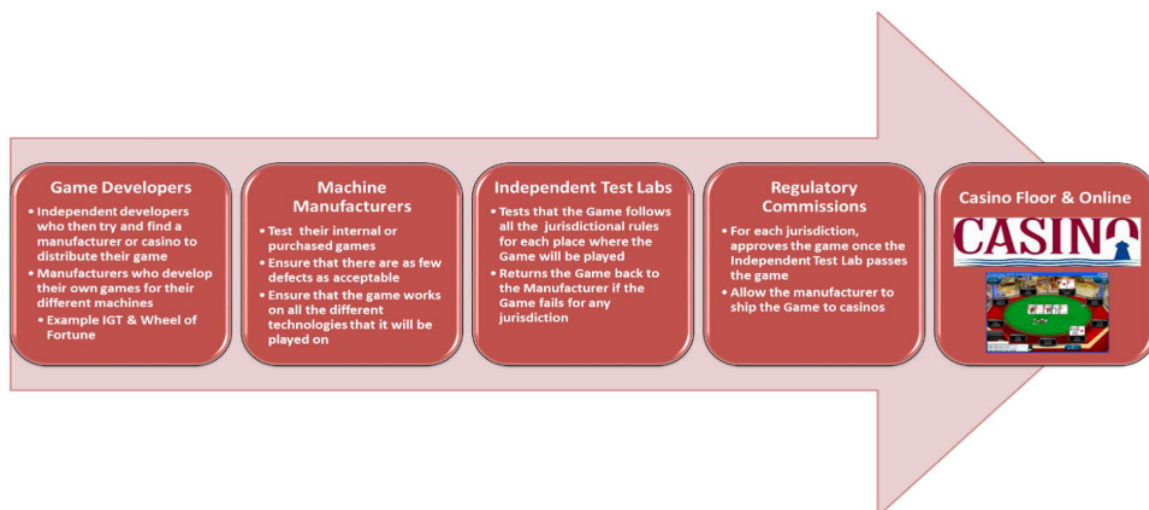 Game Developers
• Independent developers
who then try and find a
manufacturer or casino to
distribute their game
• Manufacturers who develop
their own games for their
different machines
• Example IGT & Wheel of
Fortune
Machine
Manufacturers
• Test their internal or
purchased games
• Ensure that there are as few
defects as acceptable
• Ensure that the game works
on all the different
technologies that it will be
played on
Independent Test Labs
• Tests that the Game follows
all the jurisdictional rules
for each place where the
Game will be played
• Returns the Game back to
the Manufacturer if the
Game fails for any
jurisdiction
Regulatory
Commissions
• For each jurisdiction,
approves the game once the
Independent Test Lab passes
the game
• Allow the manufacturer to
ship the Game to casinos
Casino Floor & Online
CASINO